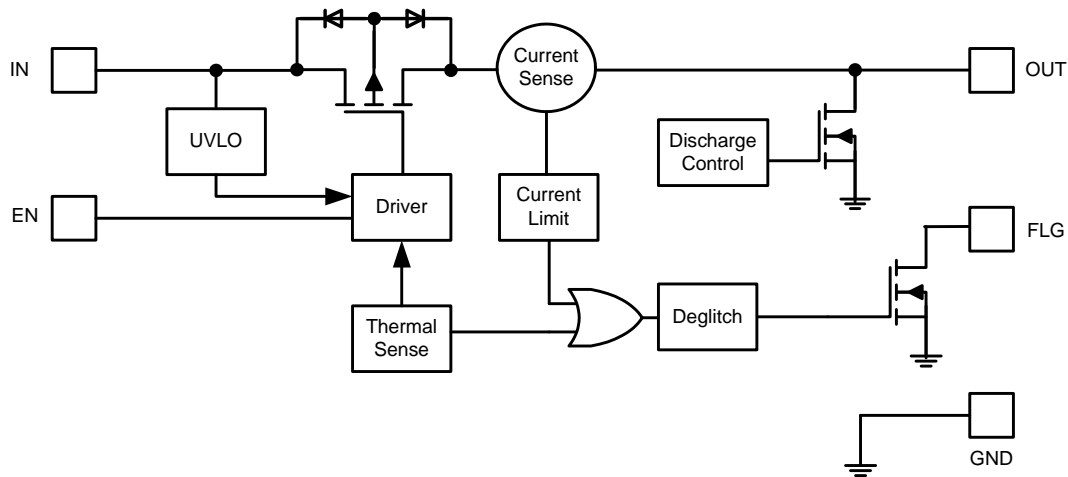 IN
Current
Sense
OUT
UVLO
Discharge
Control
EN
Driver
Current
Limit
FLG
Thermal
Sense
Deglitch
GND